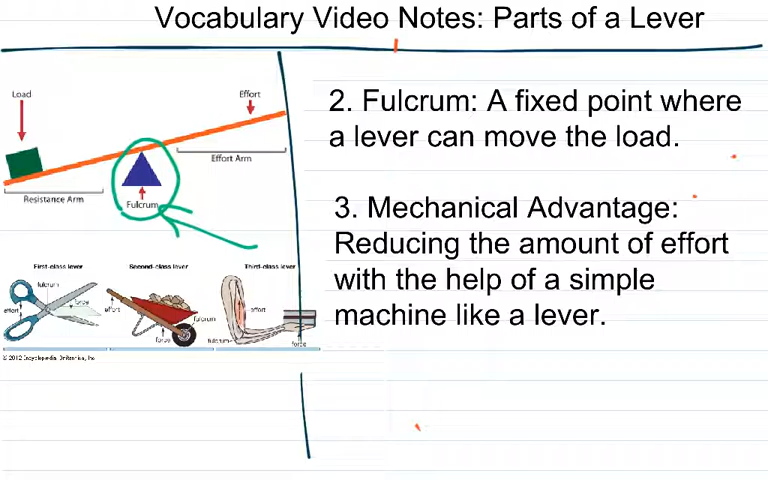 Vocabulary Video Notes: Parts of a Lever
Load
Effort
Effort Arm
Resistance Arm
Fulcrum
2. Fulcrum: A fixed point where
a lever can move the load.
3. Mechanical Advantage:
Reducing the amount of effort
with the help of a simple
machine like a lever.
First-class lever
Second-class lever
Third-class lever
fulcrum
force
effort
effort
fulcrum
force
effort
fulcrum
force
© 2012 Encyclopædia Britannica, Inc.